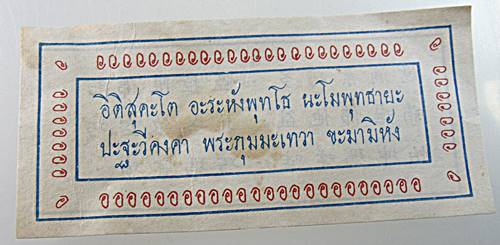 อิติสุคะโต อะระหังพุทโธ นะโมพุทธายะ
ปะฐะวีคงคา พระภุมมะเทวา ขะมามิหัง